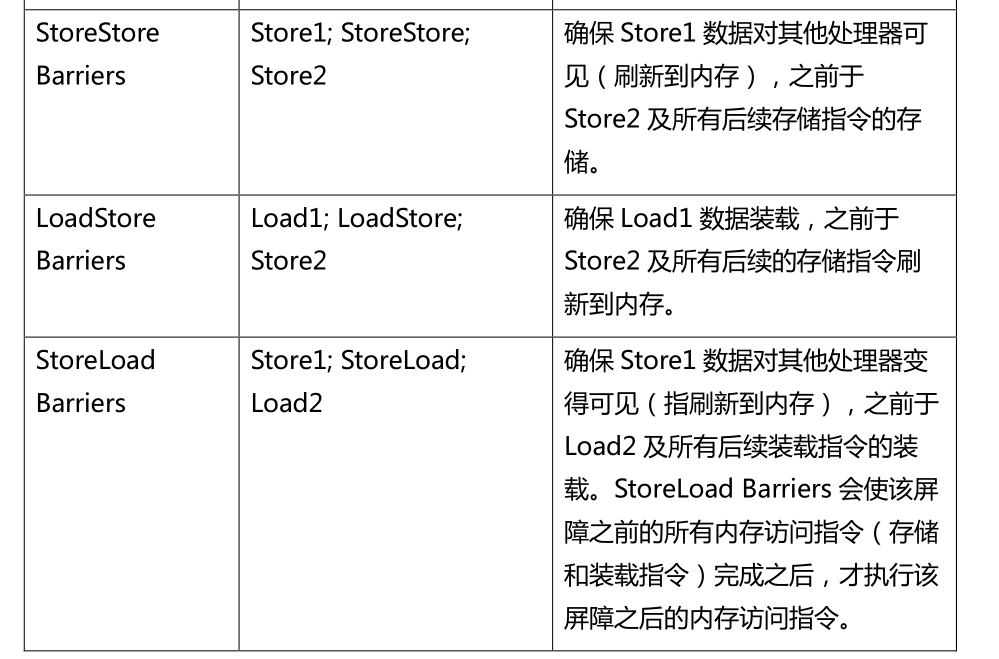 StoreStore
Barriers
Store1; StoreStore;
Store2
确保 Store1 数据对其他处理器可
见（刷新到内存），之前于
Store2 及所有后续存储指令的存
储。
LoadStore
Barriers
Load1; LoadStore;
Store2
确保 Load1 数据装载，之前于
Store2 及所有后续的存储指令刷
新到内存。
StoreLoad
Barriers
Store1; StoreLoad;
Load2
确保 Store1 数据对其他处理器变
得可见（指刷新到内存），之前于
Load2 及所有后续装载指令的装
载。StoreLoad Barriers 会使该屏
障之前的所有内存访问指令（存储
和装载指令）完成之后，才执行该
屏障之后的内存访问指令。